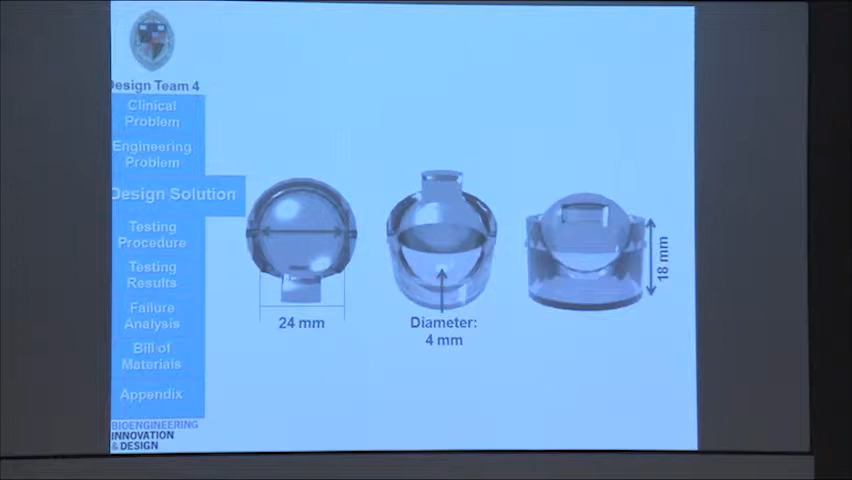 Design Team 4
Clinical
Problem
Engineering
Problem
Design Solution
Testing
Procedure
Testing
Results
Failure
Analysis
Bill of
Materials
Appendix
BIOENGINEERING
INNOVATION
& DESIGN
24 mm
Diameter:
4 mm
18 mm